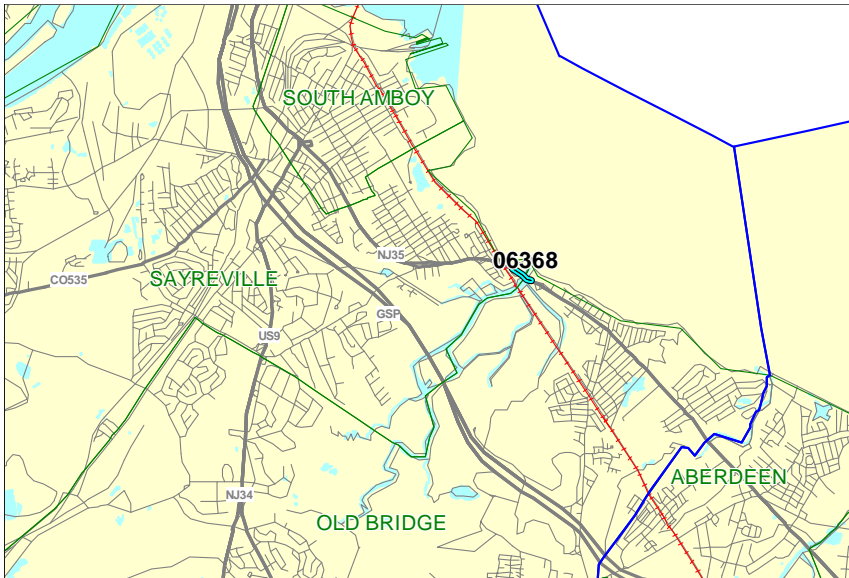 SOUTH AMBOY
NJ35
06368
CO535
SAYREVILLE
GSP
US9
ABERDEEN
NJ34
OLD BRIDGE